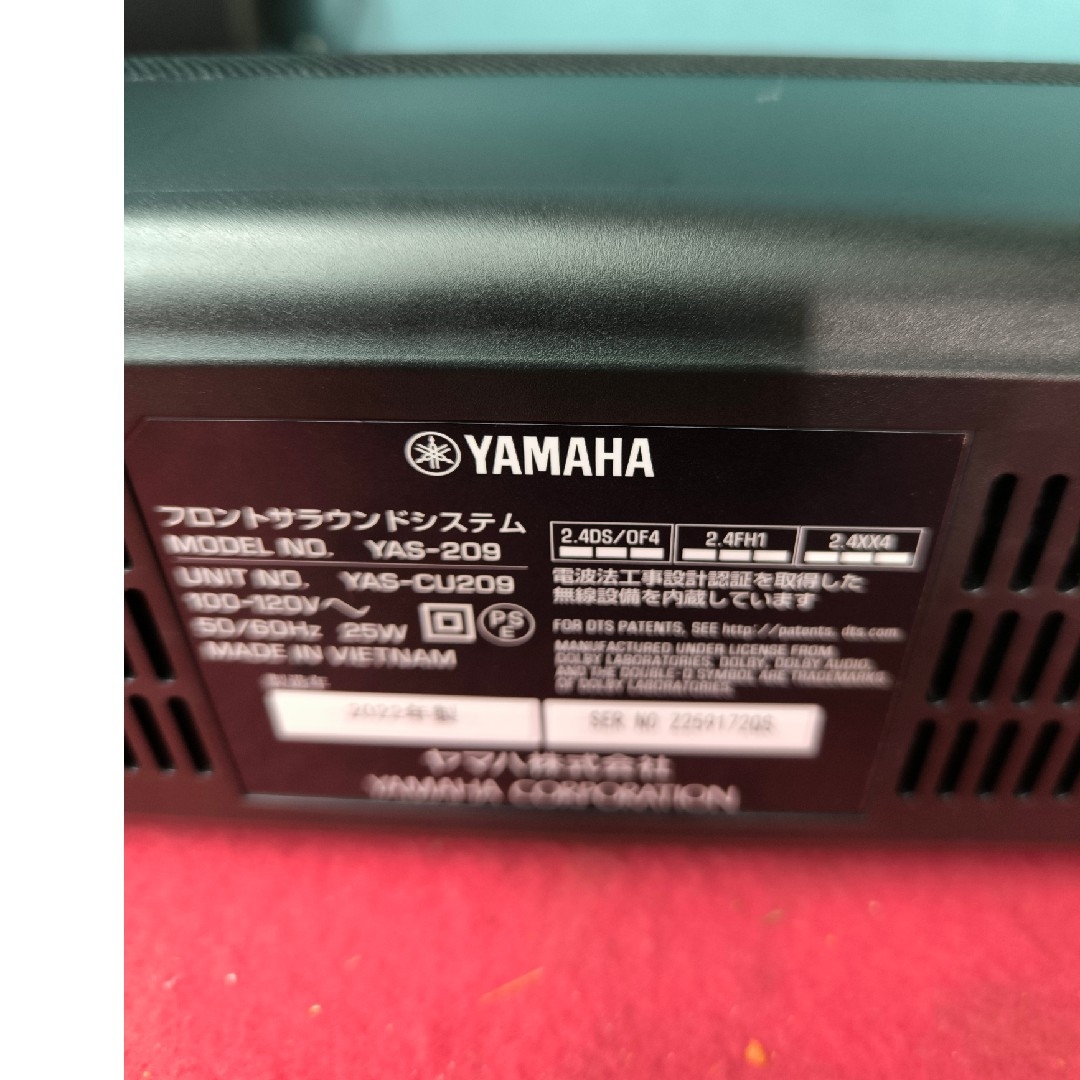 YAMAHA
フロントサラウンドシステム
MODEL NO. YAS-209
UNIT NO. YAS-CU209
100-120V～
50/60Hz 25W
PS
E
MADE IN VIETNAM
2.4DS/OF4
2.4FH1
2.4XX4
電波法工事設計認証を取得した
無線設備を内蔵しています
FOR DTS PATENTS, SEE http://patents.dts.com.
MANUFACTURED UNDER LICENSE FROM
DOLBY LABORATORIES. DOLBY, DOLBY AUDIO,
AND THE DOUBLE-D SYMBOL ARE TRADEMARKS
OF DOLBY LABORATORIES.
製造年
2022年製
SER NO Z259172QS
ヤマハ株式会社
YAMAHA CORPORATION